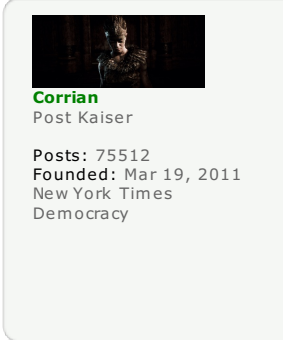 Corrian
Post Kaiser
Posts: 75512
Founded: Mar 19, 2011
New York Times
Democracy